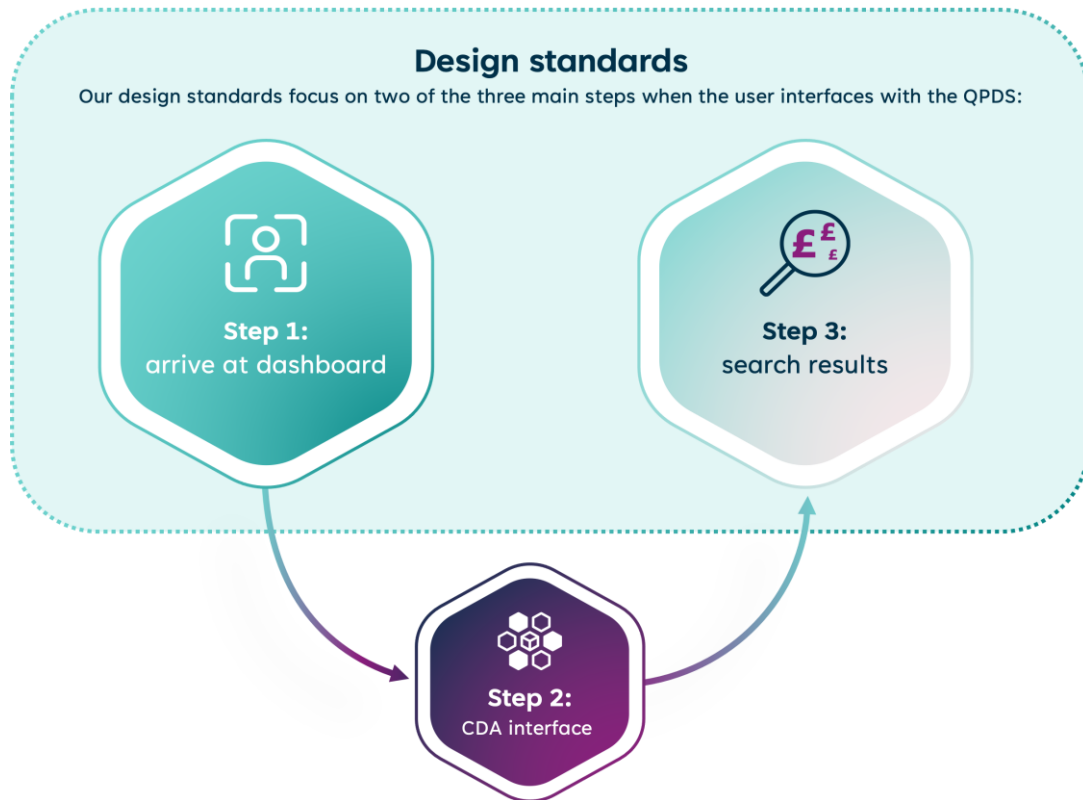 Design standards
Our design standards focus on two of the three main steps when the user interfaces with the QPDS:
Step 1:
arrive at dashboard
£ £ £
Step 3:
search results
Step 2:
CDA interface